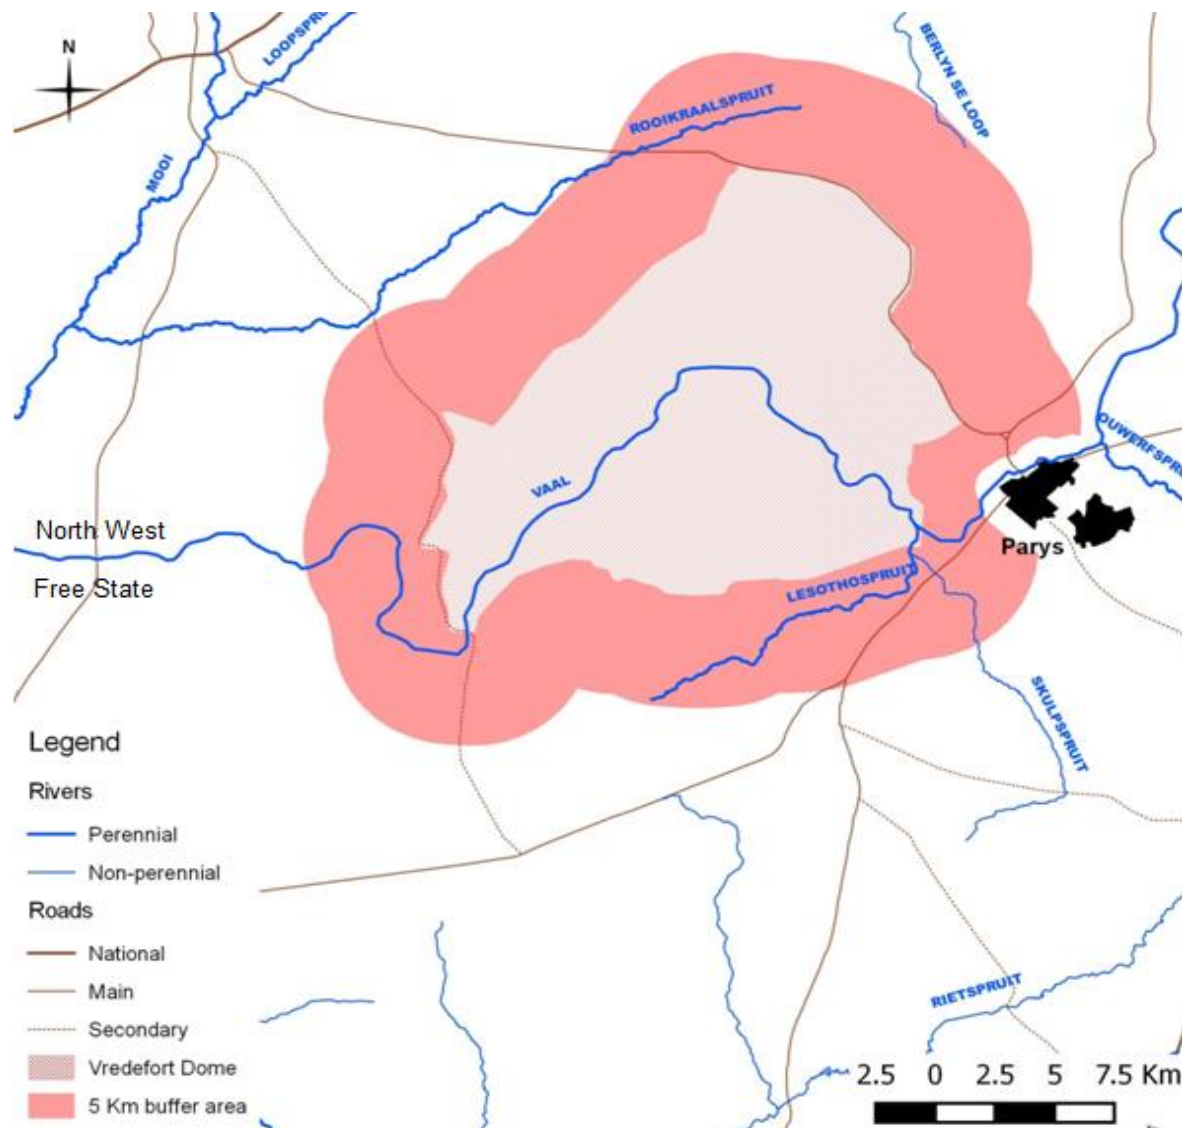 N
LOOPSPRU
BERLYN SE LOOP
ROOIKRAALSPRUIT
MOOI
OUWERFSPRU
VAAL
North West
Free State
Parys
LESOTHOSPRUIT
SKULPSPRUIT
RIETSPRUIT
Legend
Rivers
Perennial
Non-perennial
Roads
National
Main
Secondary
Vredefort Dome
5 Km buffer area
2.5 0 2.5 5 7.5 Km